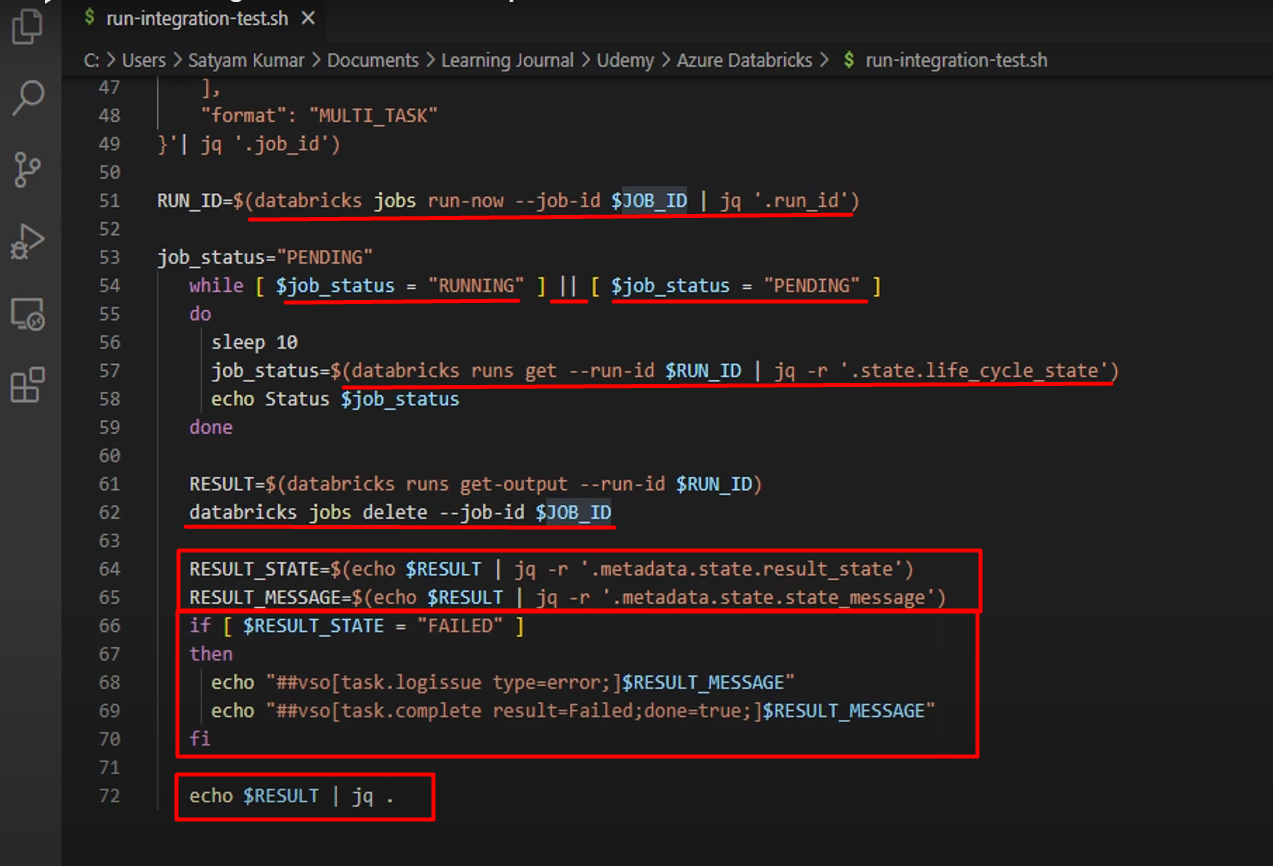 $ run-integration-test.sh ×
C: > Users > Satyam Kumar > Documents > Learning Journal > Udemy > Azure Databricks > $ run-integration-test.sh
47 ],
48 "format": "MULTI_TASK"
49 }'| jq '.job_id')
50
51 RUN_ID=$(databricks jobs run-now --job-id $JOB_ID | jq '.run_id')
52
53 job_status="PENDING"
54 while [ $job_status = "RUNNING" ] || [ $job_status = "PENDING" ]
55 do
56 sleep 10
57 job_status=$(databricks runs get --run-id $RUN_ID | jq -r '.state.life_cycle_state')
58 echo Status $job_status
59 done
60
61 RESULT=$(databricks runs get-output --run-id $RUN_ID)
62 databricks jobs delete --job-id $JOB_ID
63
64 RESULT_STATE=$(echo $RESULT | jq -r '.metadata.state.result_state')
65 RESULT_MESSAGE=$(echo $RESULT | jq -r '.metadata.state.state_message')
66 if [ $RESULT_STATE = "FAILED" ]
67 then
68 echo "##vso[task.logissue type=error;]$RESULT_MESSAGE"
69 echo "##vso[task.complete result=Failed;done=true;]$RESULT_MESSAGE"
70 fi
71
72 echo $RESULT | jq .